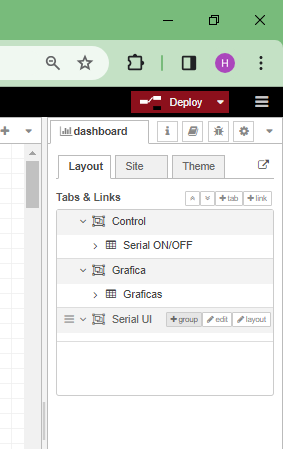 H
Deploy
dashboard
Layout Site Theme
Tabs & Links
+ tab + link
Control
Serial ON/OFF
Grafica
Graficas
Serial UI + group edit layout